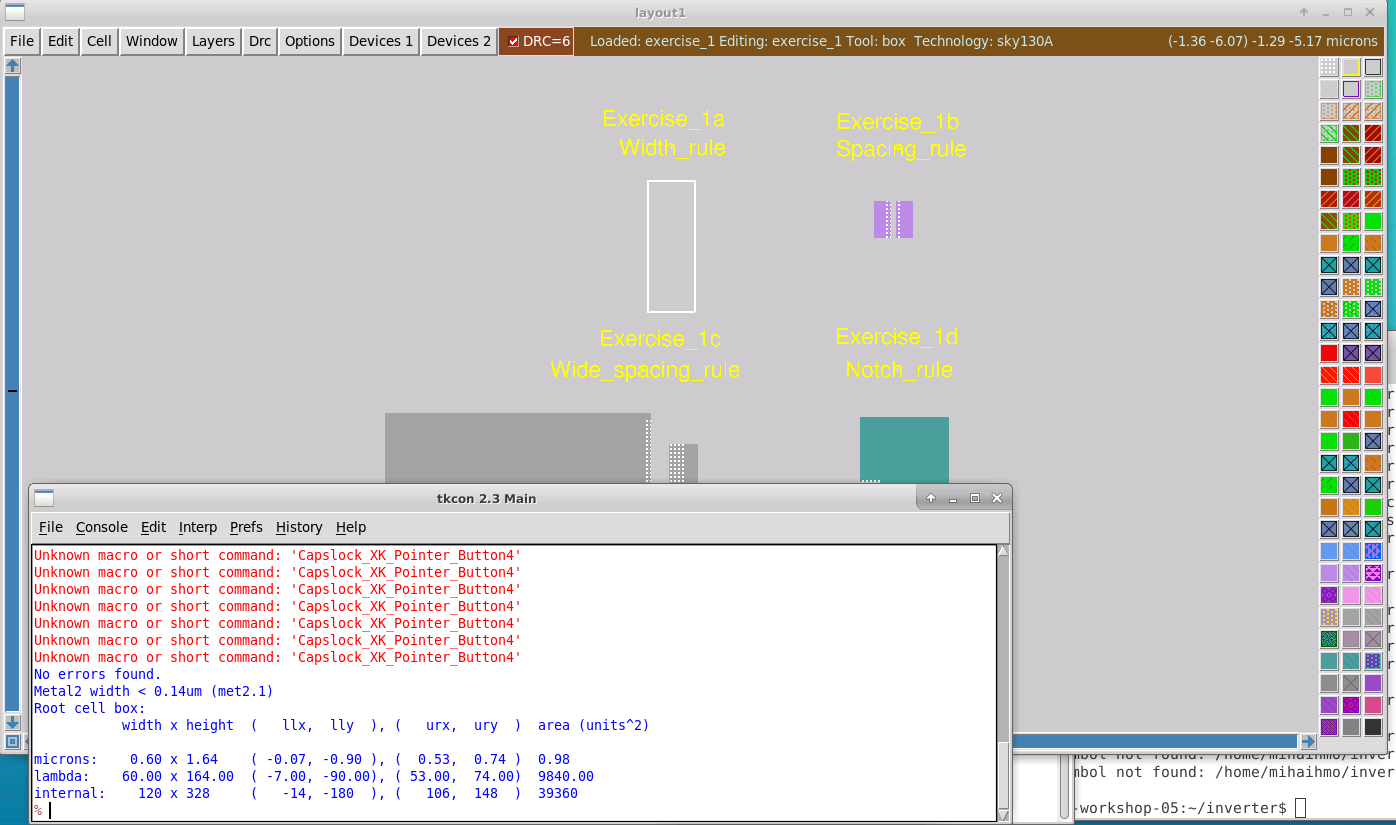 layout1
File Edit Cell Window Layers Drc Options Devices 1 Devices 2 DRC=6 Loaded: exercise_1 Editing: exercise_1 Tool: box Technology: sky130A (-1.36 -6.07) -1.29 -5.17 microns
Exercise_1a
Width_rule
Exercise_1b
Spacing_rule
Exercise_1c
Wide_spacing_rule
Exercise_1d
Notch_rule
tkcon 2.3 Main
File Console Edit Interp Prefs History Help
Unknown macro or short command: 'Capslock_XK_Pointer_Button4'
Unknown macro or short command: 'Capslock_XK_Pointer_Button4'
Unknown macro or short command: 'Capslock_XK_Pointer_Button4'
Unknown macro or short command: 'Capslock_XK_Pointer_Button4'
Unknown macro or short command: 'Capslock_XK_Pointer_Button4'
Unknown macro or short command: 'Capslock_XK_Pointer_Button4'
Unknown macro or short command: 'Capslock_XK_Pointer_Button4'
No errors found.
Metal2 width < 0.14um (met2.1)
Root cell box:
width x height ( llx, lly ), ( urx, ury ) area (units^2)
microns: 0.60 x 1.64 ( -0.07, -0.90 ), ( 0.53, 0.74 ) 0.98
lambda: 60.00 x 164.00 ( -7.00, -90.00), ( 53.00, 74.00) 9840.00
internal: 120 x 328 ( -14, -180 ), ( 106, 148 ) 39360
%
mbol not found: /home/mihaihmo/inver
-workshop-05:~/inverter$